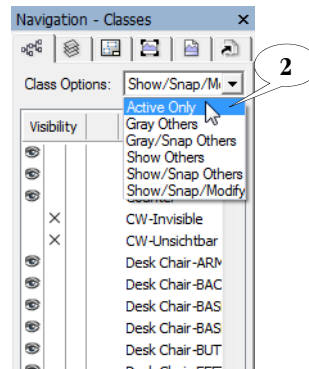 Navigation - Classes
2
Class Options: Show/Snap/M
Active Only
Gray Others
Gray/Snap Others
Show Others
Show/Snap Others
Show/Snap/Modify
Visibility
Counter
CW-Invisible
CW-Unsichtbar
Desk Chair-ARM
Desk Chair-BAC
Desk Chair-BAS
Desk Chair-BAS
Desk Chair-BUT